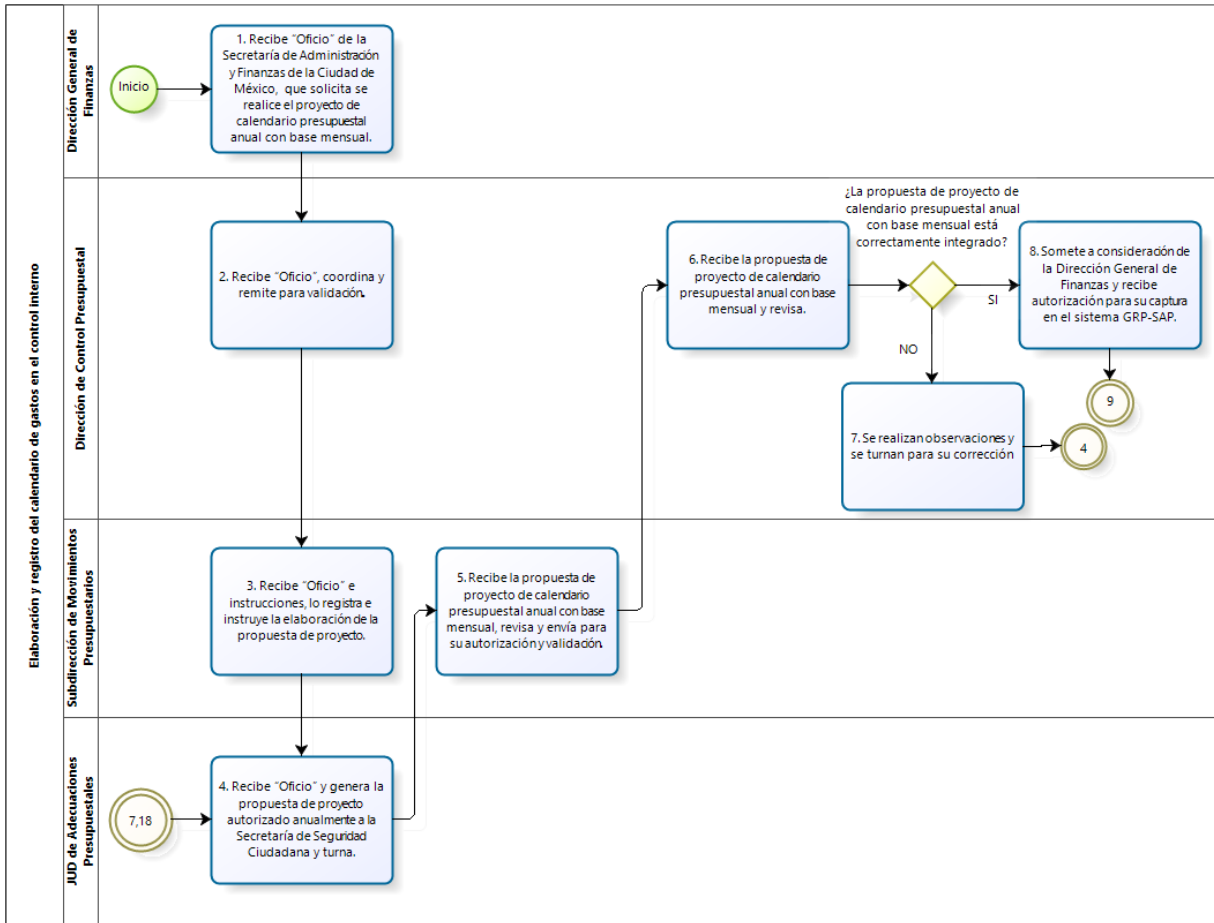 Elaboración y registro del calendario de gastos en el control Interno
Dirección General de
Finanzas
Inicio
1. Recibe “Oficio” de la
Secretaría de Administración
y Finanzas de la Ciudad de
México, que solicita se
realice el proyecto de
calendario presupuestal
anual con base mensual.
Dirección de Control Presupuestal
2. Recibe “Oficio”, coordina y
remite para validación.
6. Recibe la propuesta de
proyecto de calendario
presupuestal anual con base
mensual y revisa.
¿La propuesta de proyecto de
calendario presupuestal anual
con base mensual está
correctamente integrado?
SI
NO
8. Somete a consideración de
la Dirección General de
Finanzas y recibe
autorización para su captura
en el sistema GRP-SAP.
9
7. Se realizan observaciones y
se turnan para su corrección
4
Subdirección de Movimientos
Presupuestarios
3. Recibe “Oficio” e
instrucciones, lo registra e
instruye la elaboración de la
propuesta de proyecto.
5. Recibe la propuesta de
proyecto de calendario
presupuestal anual con base
mensual, revisa y envía para
su autorización y validación.
JUD de Adecuaciones
Presupuestales
7,18
4. Recibe “Oficio” y genera la
propuesta de proyecto
autorizado anualmente a la
Secretaría de Seguridad
Ciudadana y turna.